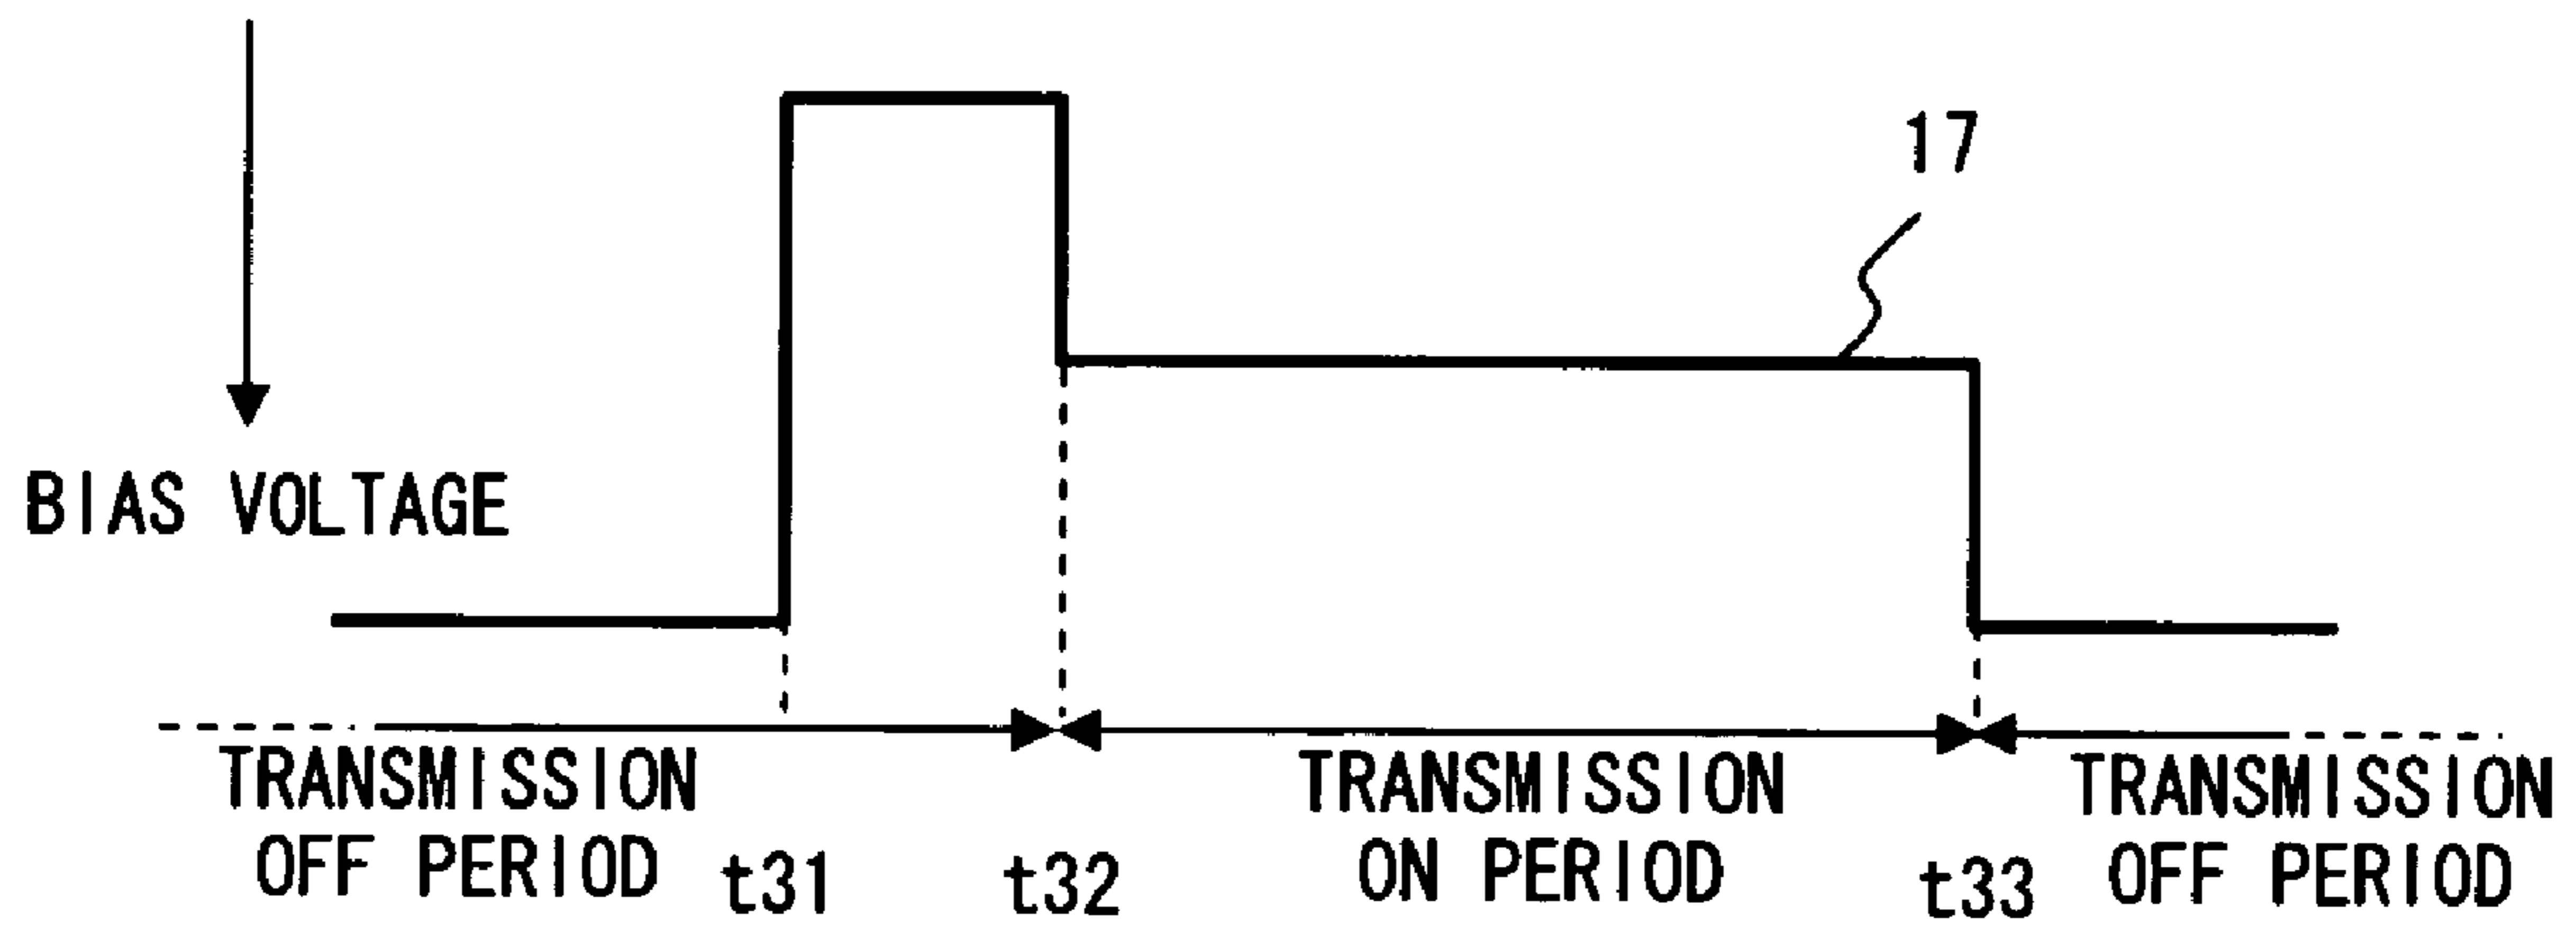 17
BIAS VOLTAGE
TRANSMISSION
OFF PERIOD
t31
t32
TRANSMISSION
ON PERIOD
t33
TRANSMISSION
OFF PERIOD